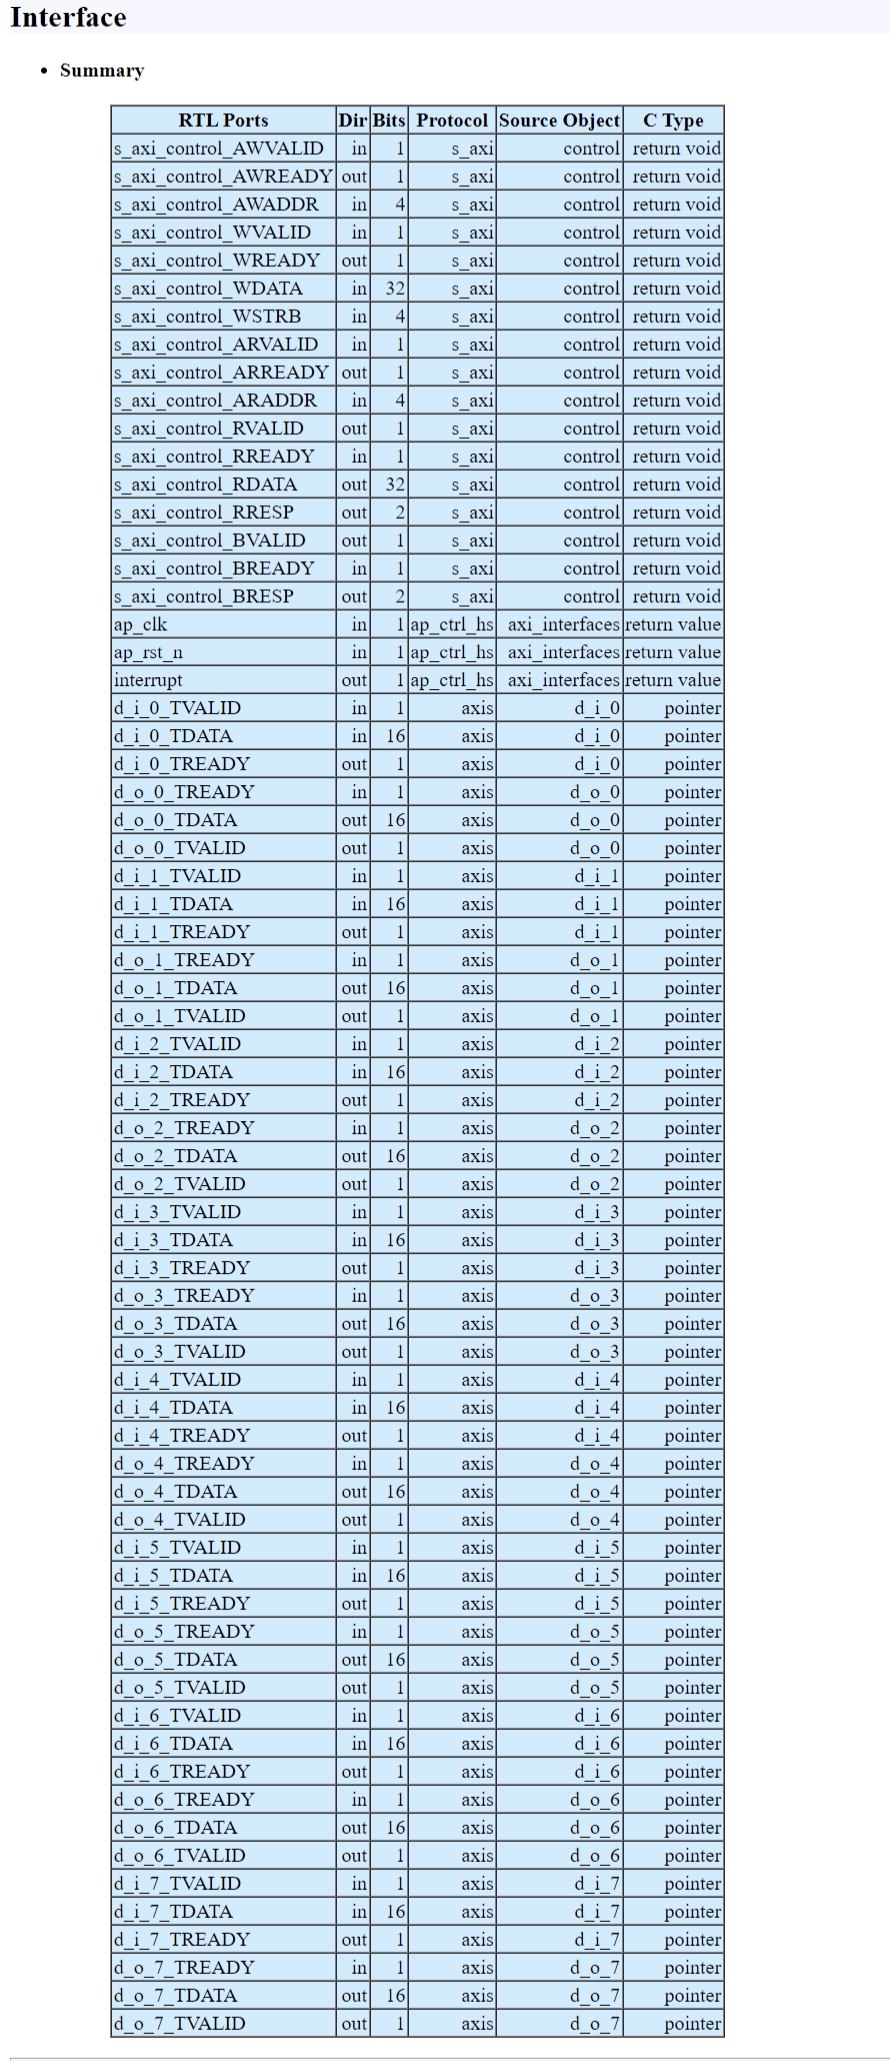 Interface
• Summary
RTL Ports Dir Bits Protocol Source Object C Type
s_axi_control_AWVALID in 1 s_axi control return void
s_axi_control_AWREADY out 1 s_axi control return void
s_axi_control_AWADDR in 4 s_axi control return void
s_axi_control_WVALID in 1 s_axi control return void
s_axi_control_WREADY out 1 s_axi control return void
s_axi_control_WDATA in 32 s_axi control return void
s_axi_control_WSTRB in 4 s_axi control return void
s_axi_control_ARVALID in 1 s_axi control return void
s_axi_control_ARREADY out 1 s_axi control return void
s_axi_control_ARADDR in 4 s_axi control return void
s_axi_control_RVALID out 1 s_axi control return void
s_axi_control_RREADY in 1 s_axi control return void
s_axi_control_RDATA out 32 s_axi control return void
s_axi_control_RRESP out 2 s_axi control return void
s_axi_control_BVALID out 1 s_axi control return void
s_axi_control_BREADY in 1 s_axi control return void
s_axi_control_BRESP out 2 s_axi control return void
ap_clk in 1 ap_ctrl_hs axi_interfaces return value
ap_rst_n in 1 ap_ctrl_hs axi_interfaces return value
interrupt out 1 ap_ctrl_hs axi_interfaces return value
d_i_0_TVALID in 1 axis d_i_0 pointer
d_i_0_TDATA in 16 axis d_i_0 pointer
d_i_0_TREADY out 1 axis d_i_0 pointer
d_o_0_TREADY in 1 axis d_o_0 pointer
d_o_0_TDATA out 16 axis d_o_0 pointer
d_o_0_TVALID out 1 axis d_o_0 pointer
d_i_1_TVALID in 1 axis d_i_1 pointer
d_i_1_TDATA in 16 axis d_i_1 pointer
d_i_1_TREADY out 1 axis d_i_1 pointer
d_o_1_TREADY in 1 axis d_o_1 pointer
d_o_1_TDATA out 16 axis d_o_1 pointer
d_o_1_TVALID out 1 axis d_o_1 pointer
d_i_2_TVALID in 1 axis d_i_2 pointer
d_i_2_TDATA in 16 axis d_i_2 pointer
d_i_2_TREADY out 1 axis d_i_2 pointer
d_o_2_TREADY in 1 axis d_o_2 pointer
d_o_2_TDATA out 16 axis d_o_2 pointer
d_o_2_TVALID out 1 axis d_o_2 pointer
d_i_3_TVALID in 1 axis d_i_3 pointer
d_i_3_TDATA in 16 axis d_i_3 pointer
d_i_3_TREADY out 1 axis d_i_3 pointer
d_o_3_TREADY in 1 axis d_o_3 pointer
d_o_3_TDATA out 16 axis d_o_3 pointer
d_o_3_TVALID out 1 axis d_o_3 pointer
d_i_4_TVALID in 1 axis d_i_4 pointer
d_i_4_TDATA in 16 axis d_i_4 pointer
d_i_4_TREADY out 1 axis d_i_4 pointer
d_o_4_TREADY in 1 axis d_o_4 pointer
d_o_4_TDATA out 16 axis d_o_4 pointer
d_o_4_TVALID out 1 axis d_o_4 pointer
d_i_5_TVALID in 1 axis d_i_5 pointer
d_i_5_TDATA in 16 axis d_i_5 pointer
d_i_5_TREADY out 1 axis d_i_5 pointer
d_o_5_TREADY in 1 axis d_o_5 pointer
d_o_5_TDATA out 16 axis d_o_5 pointer
d_o_5_TVALID out 1 axis d_o_5 pointer
d_i_6_TVALID in 1 axis d_i_6 pointer
d_i_6_TDATA in 16 axis d_i_6 pointer
d_i_6_TREADY out 1 axis d_i_6 pointer
d_o_6_TREADY in 1 axis d_o_6 pointer
d_o_6_TDATA out 16 axis d_o_6 pointer
d_o_6_TVALID out 1 axis d_o_6 pointer
d_i_7_TVALID in 1 axis d_i_7 pointer
d_i_7_TDATA in 16 axis d_i_7 pointer
d_i_7_TREADY out 1 axis d_i_7 pointer
d_o_7_TREADY in 1 axis d_o_7 pointer
d_o_7_TDATA out 16 axis d_o_7 pointer
d_o_7_TVALID out 1 axis d_o_7 pointer